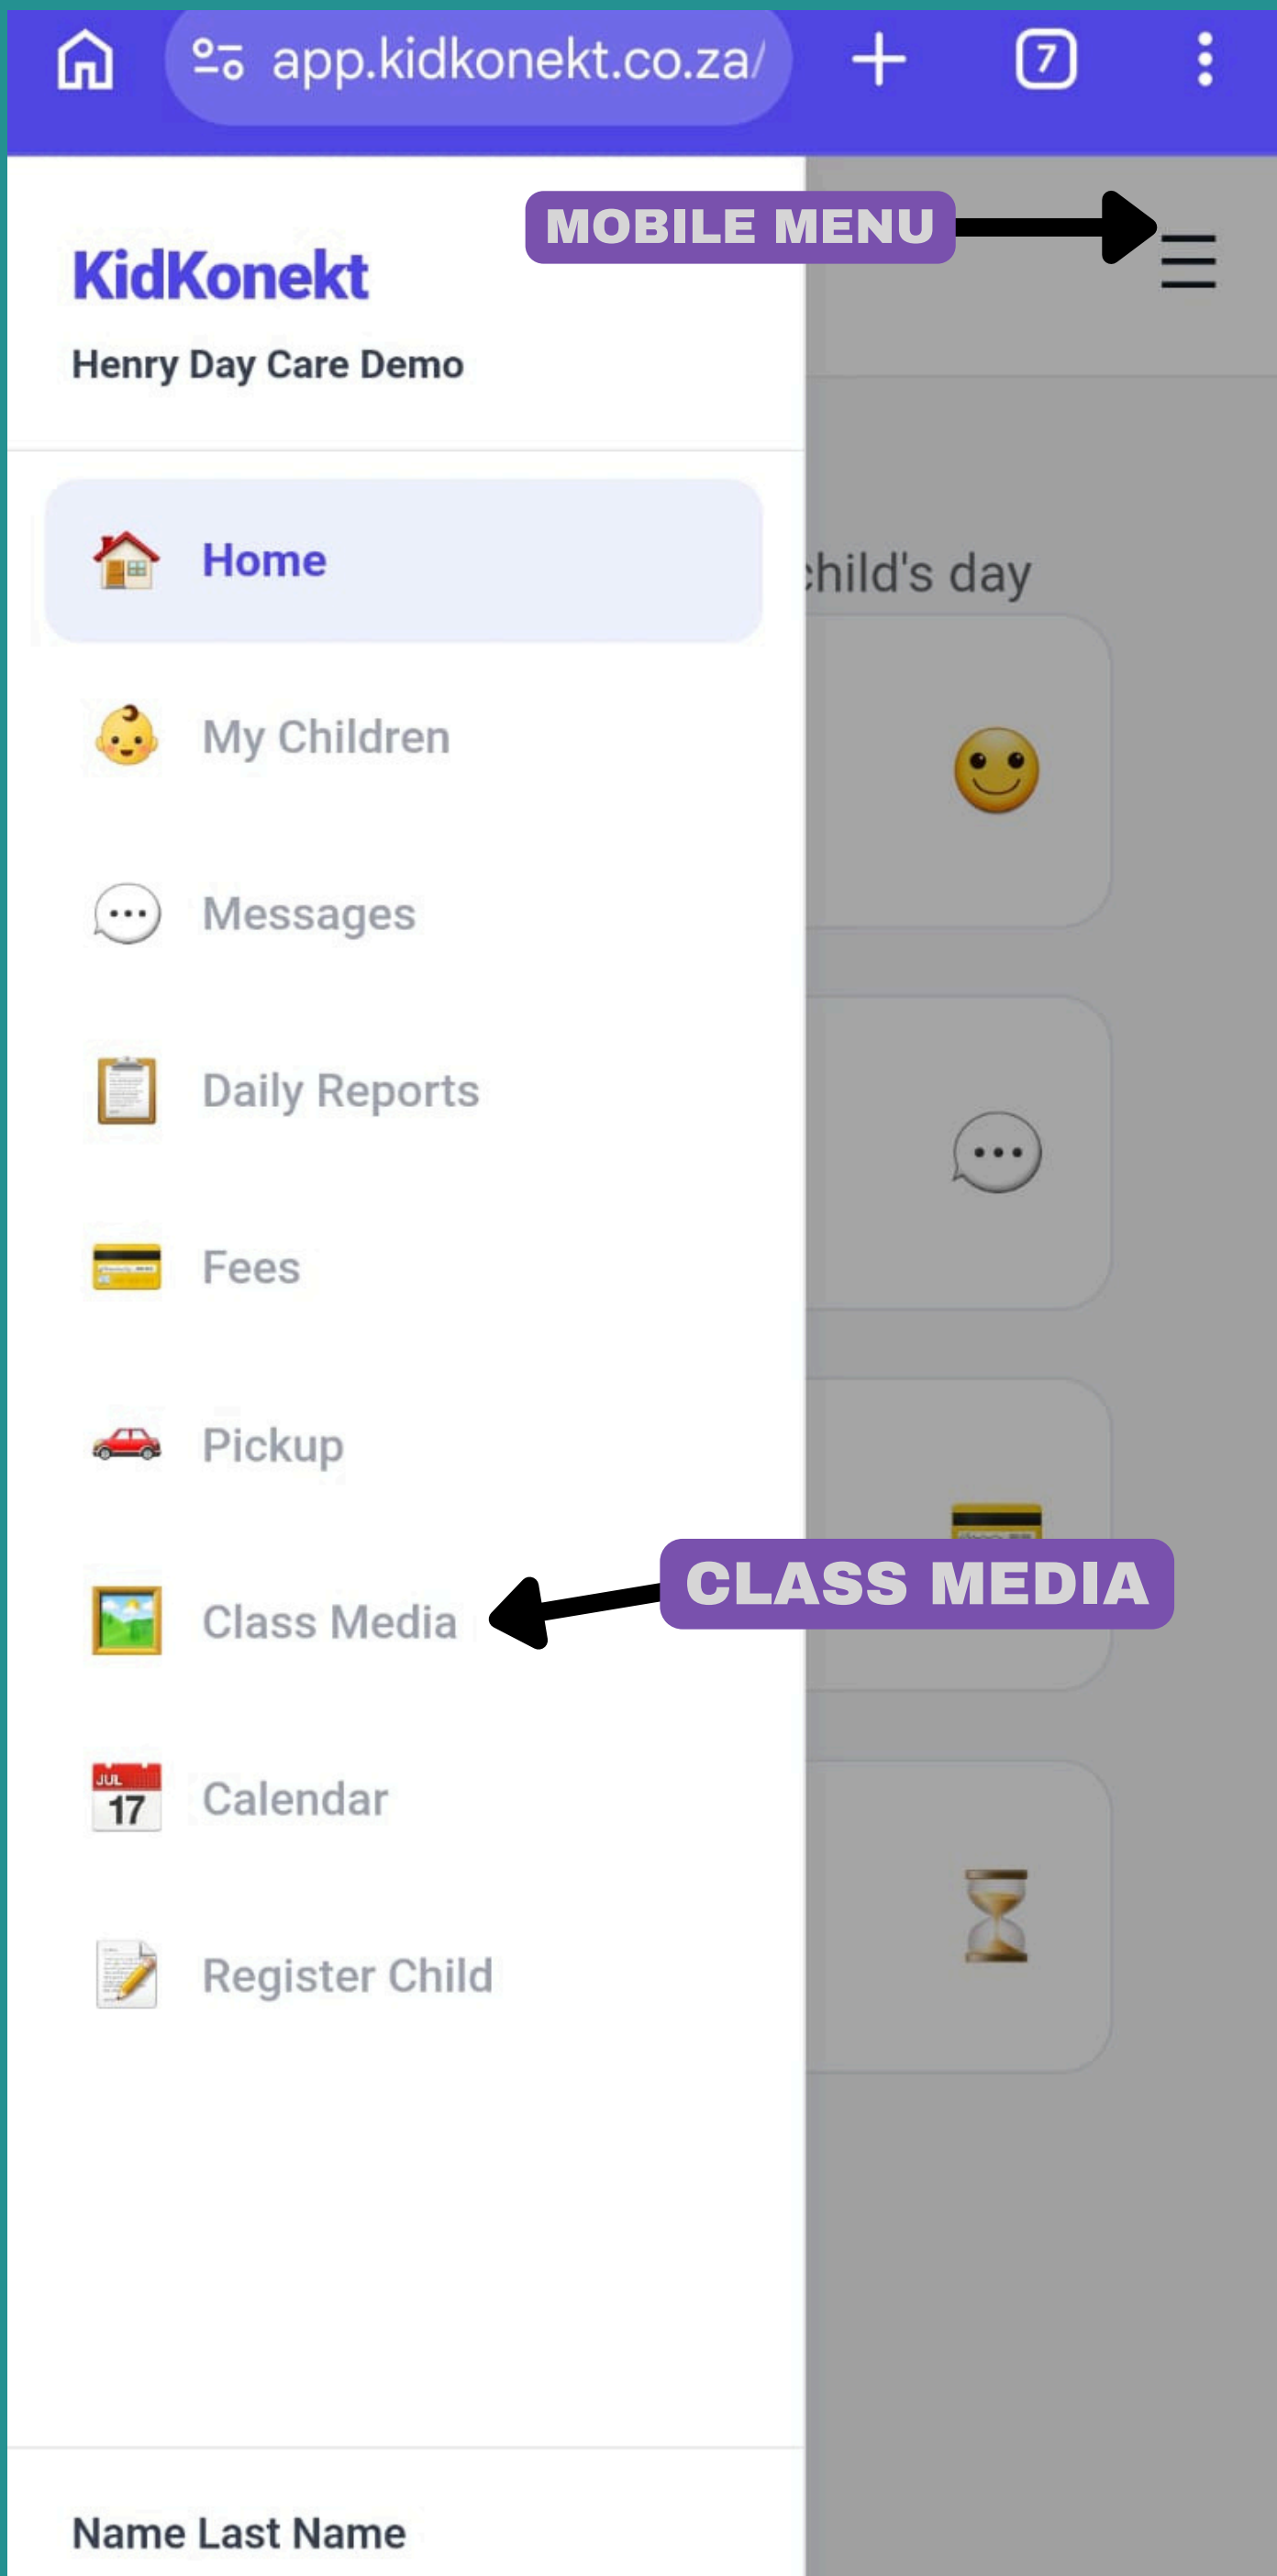 app.kidkonekt.co.za/
7
MOBILE MENU
KidKonekt
Henry Day Care Demo
Home
child's day
My Children
Messages
Daily Reports
Fees
Pickup
CLASS MEDIA
Class Media
JUL
17
Calendar
Register Child
Name Last Name